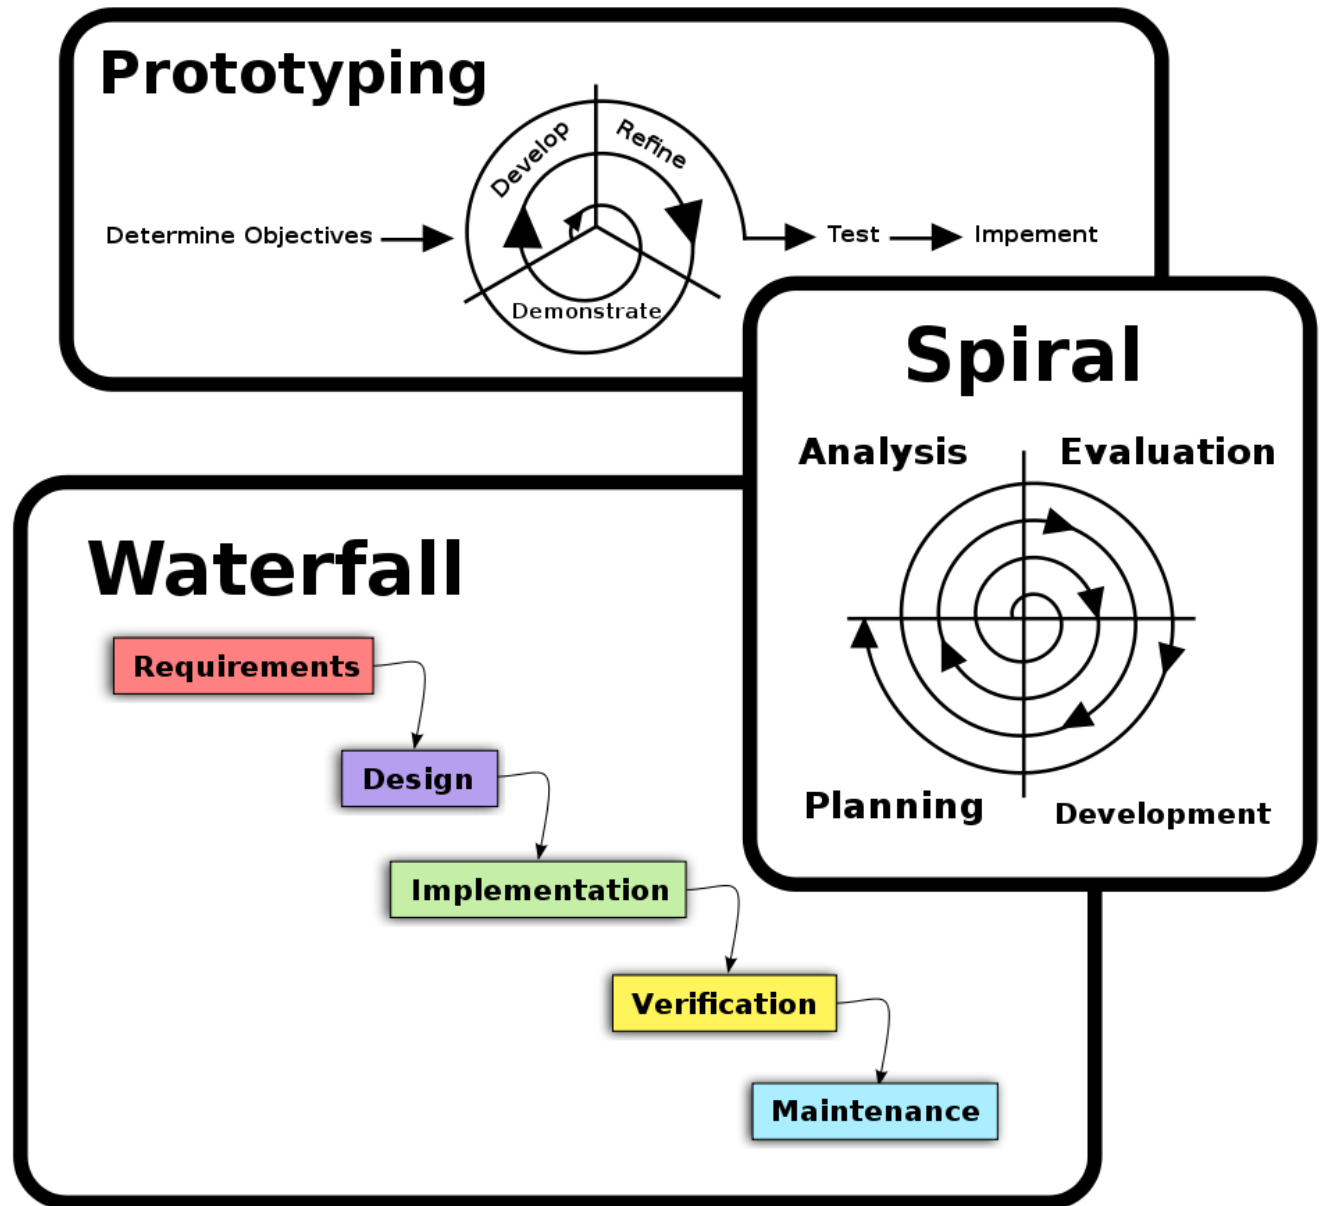 Prototyping
Develop
Refine
Determine Objectives
Test
Impement
Demonstrate
Spiral
Analysis
Evaluation
Planning
Development
Waterfall
Requirements
Design
Implementation
Verification
Maintenance